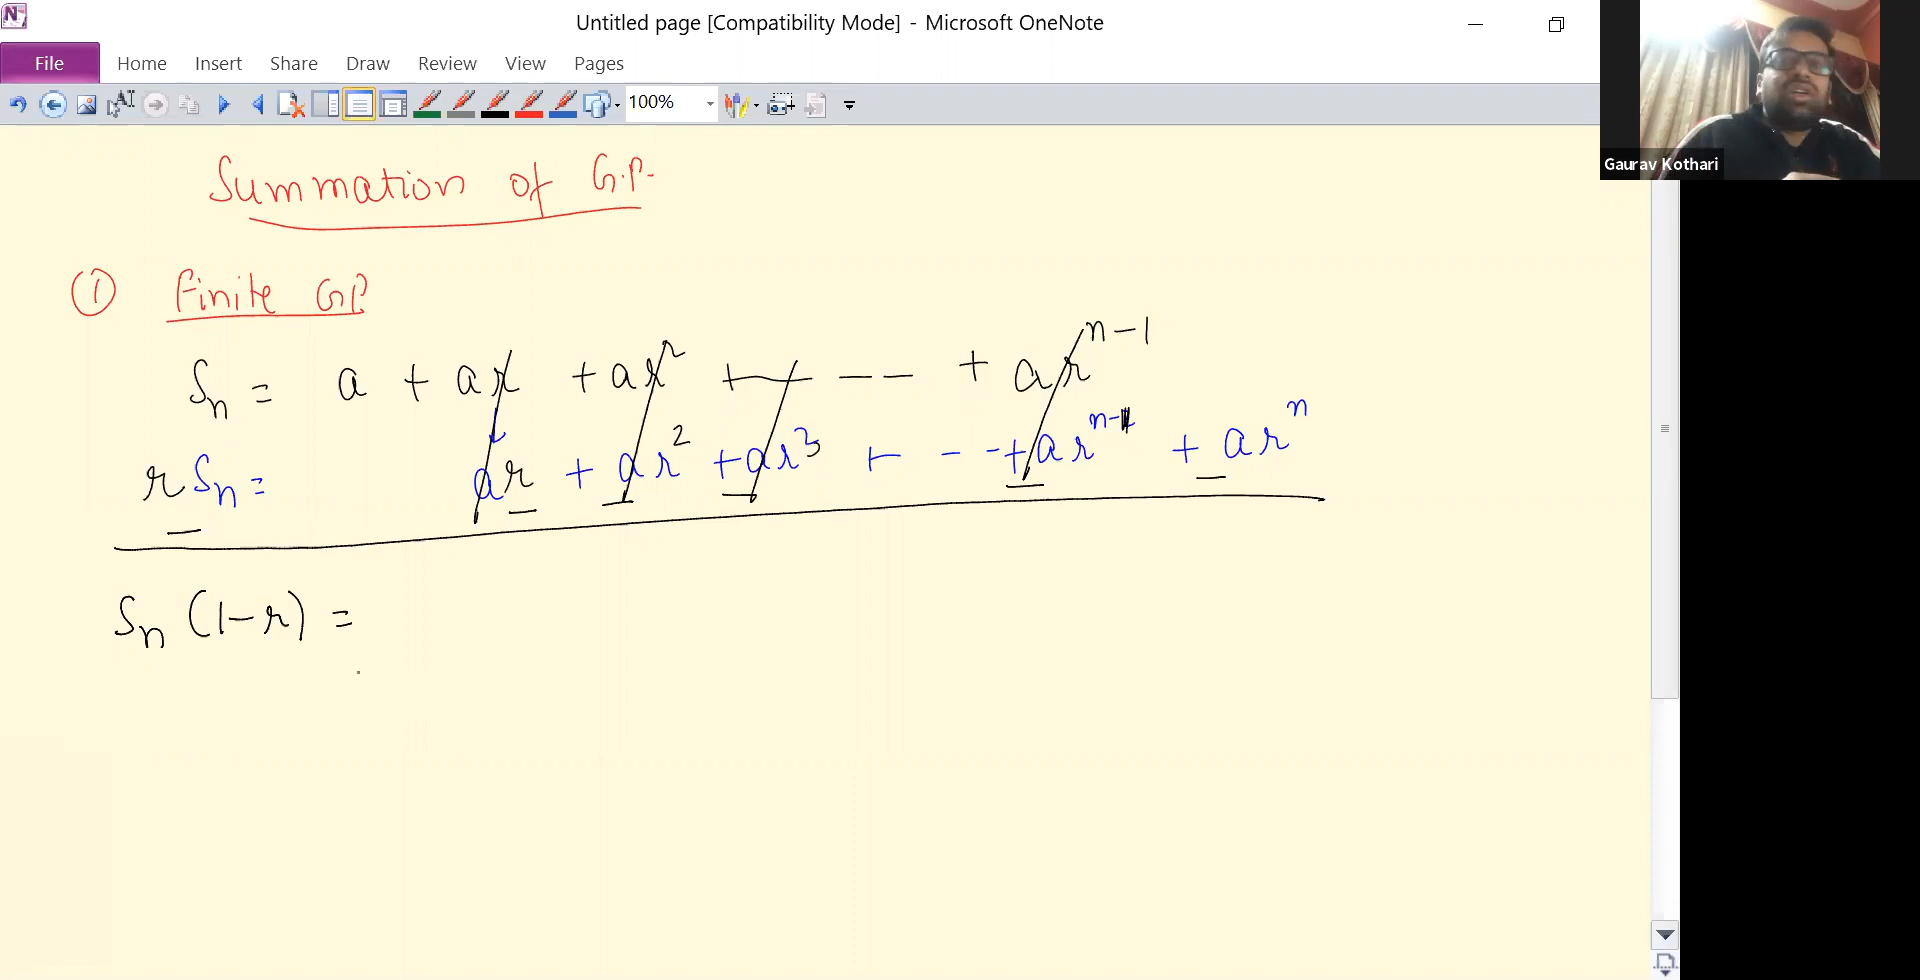 Untitled page [Compatibility Mode] - Microsoft OneNote
File Home Insert Share Draw Review View Pages
100%
Gaurav Kothari
Summation of G.P.
① Finite GP
Sn = a + ar + ar² + - - - + arⁿ⁻¹
rSn = ar + ar² + ar³ + - - + arⁿ⁻¹ + arⁿ
Sn (1-r) =